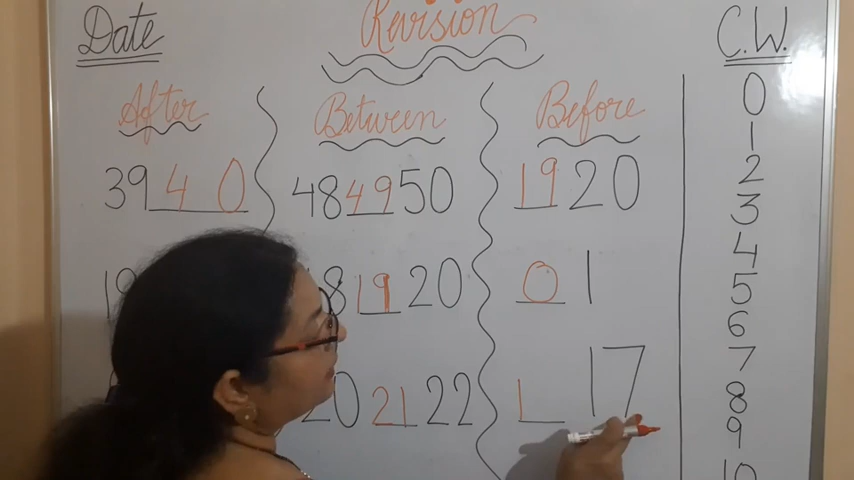 Date Revision C.W.
After Between Before 0
1
39 4 0 48 49 50 19 20 2
3
4
19 20 0 1 5
6
7
20 21 22 1 17 8
9
10